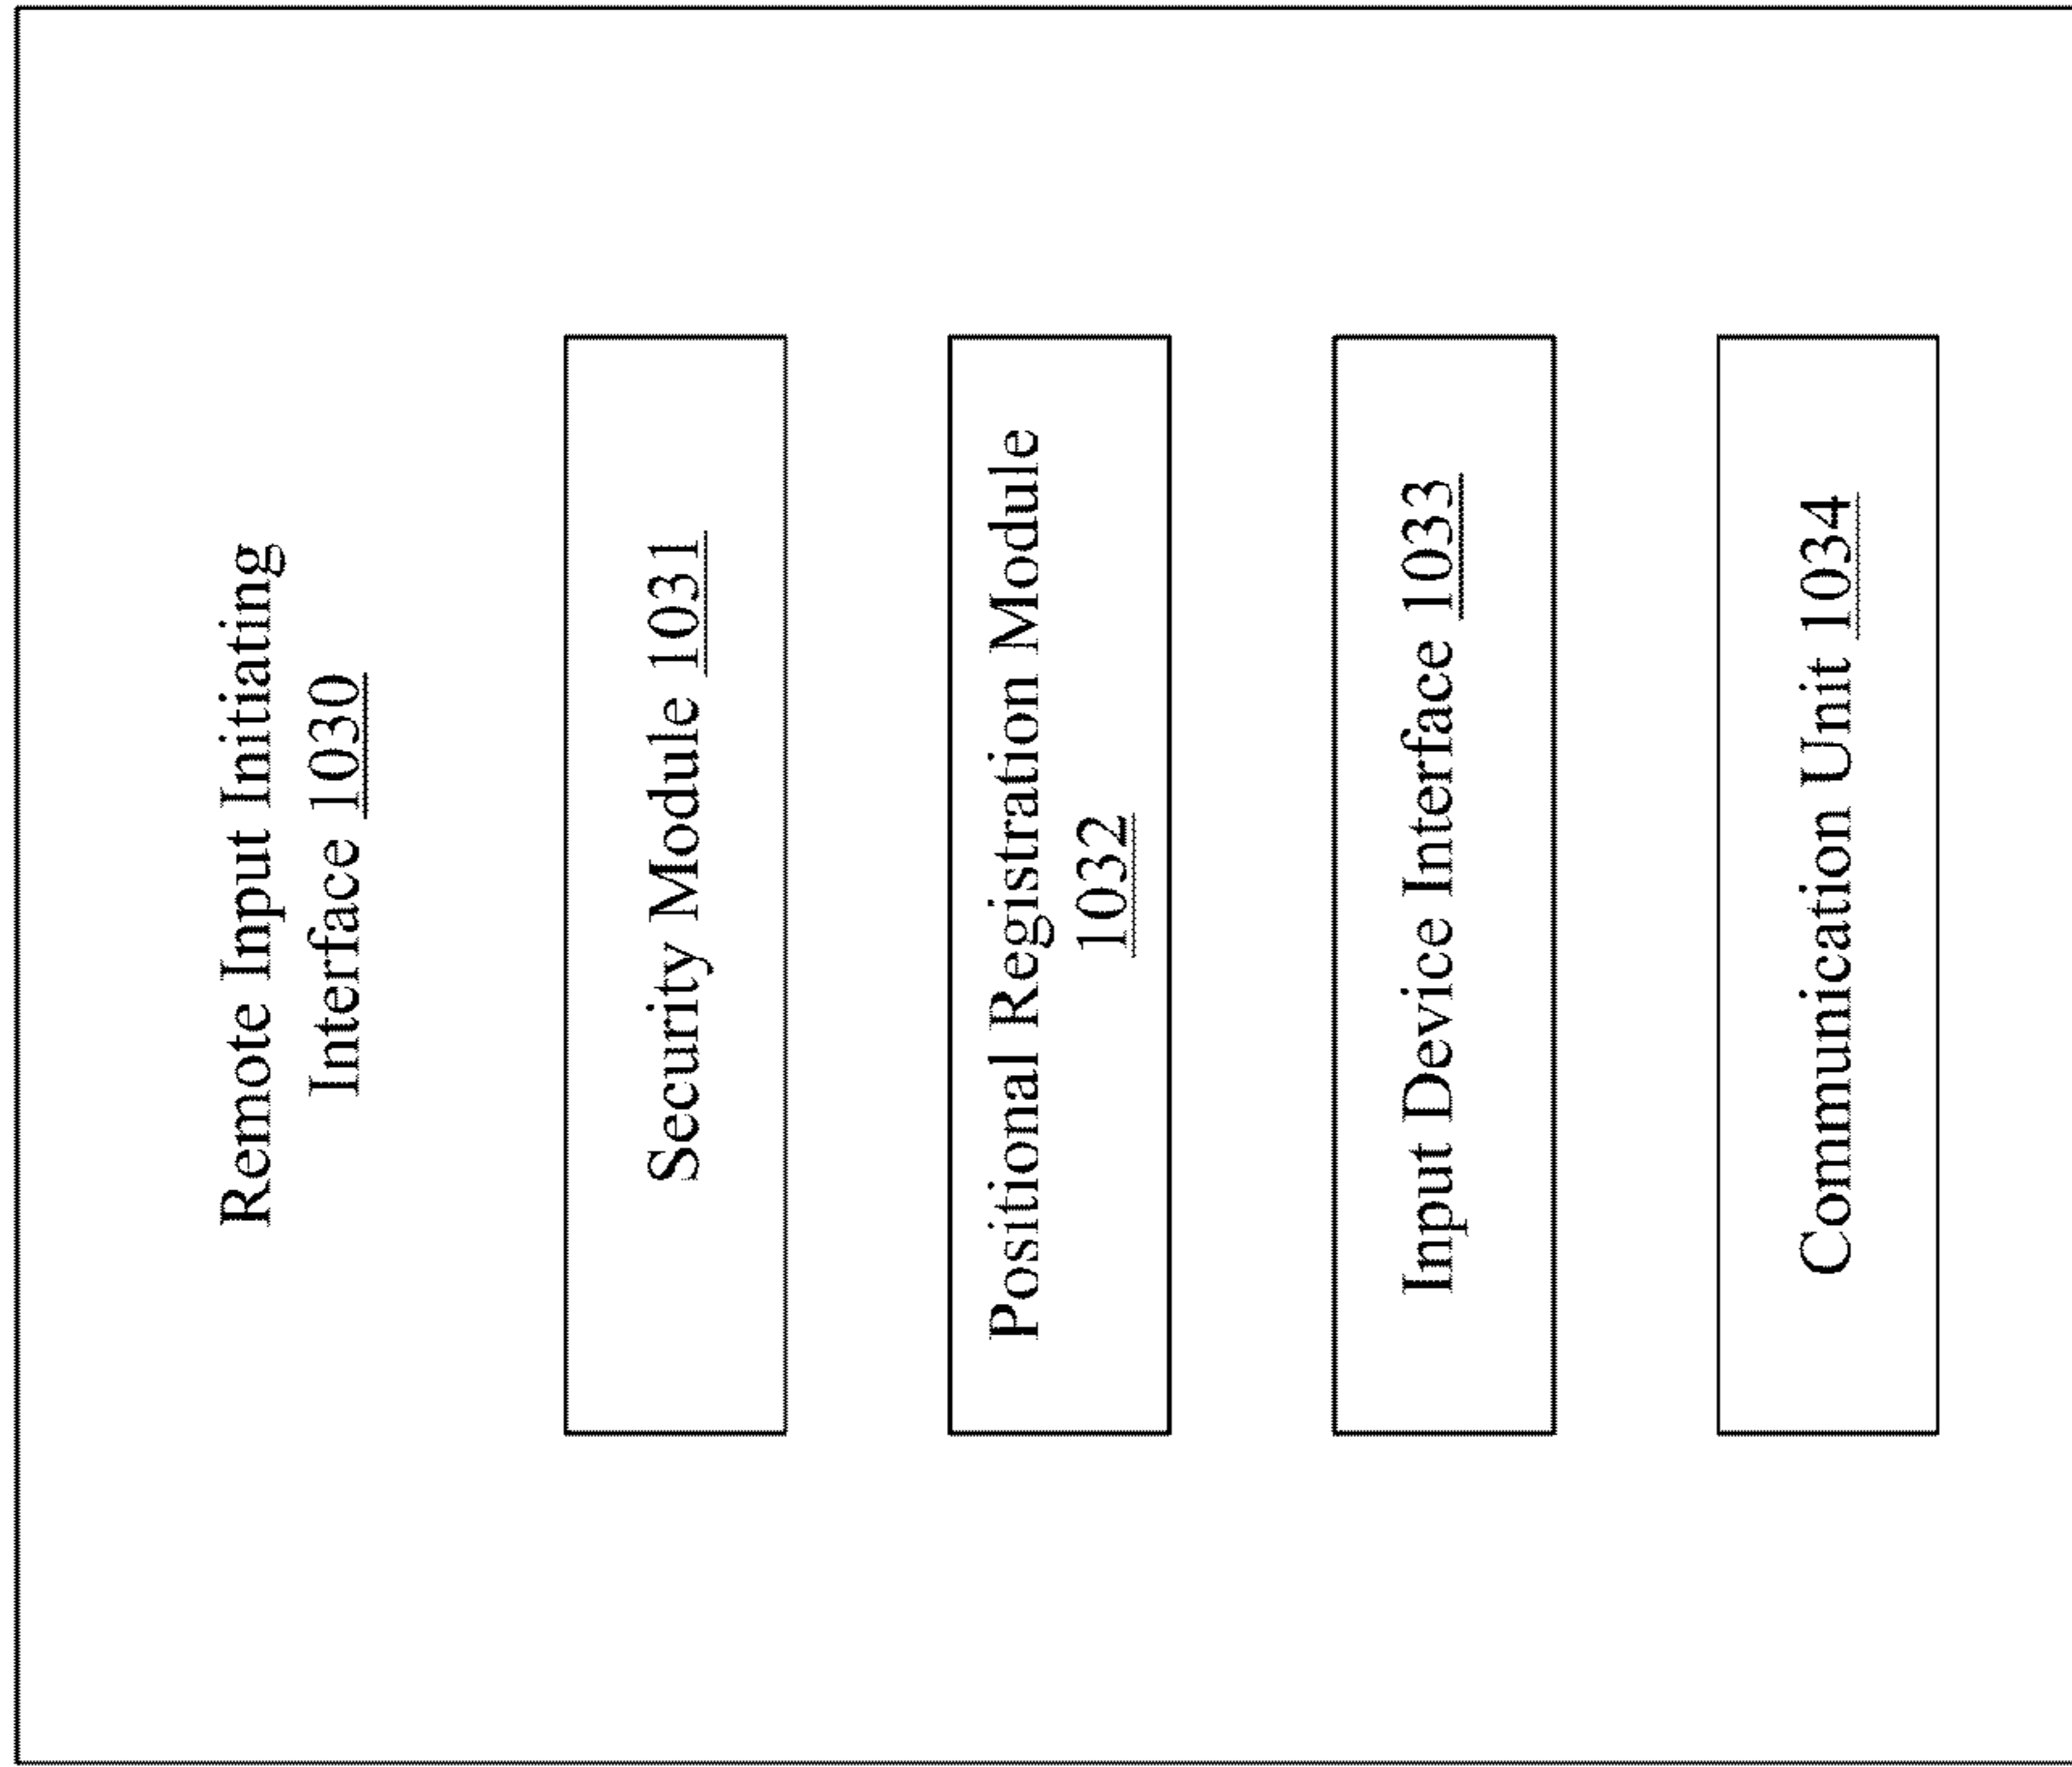 Remote Input Initiating
Interface 1030
Security Module 1031
Positional Registration Module
1032
Input Device Interface 1033
Communication Unit 1034